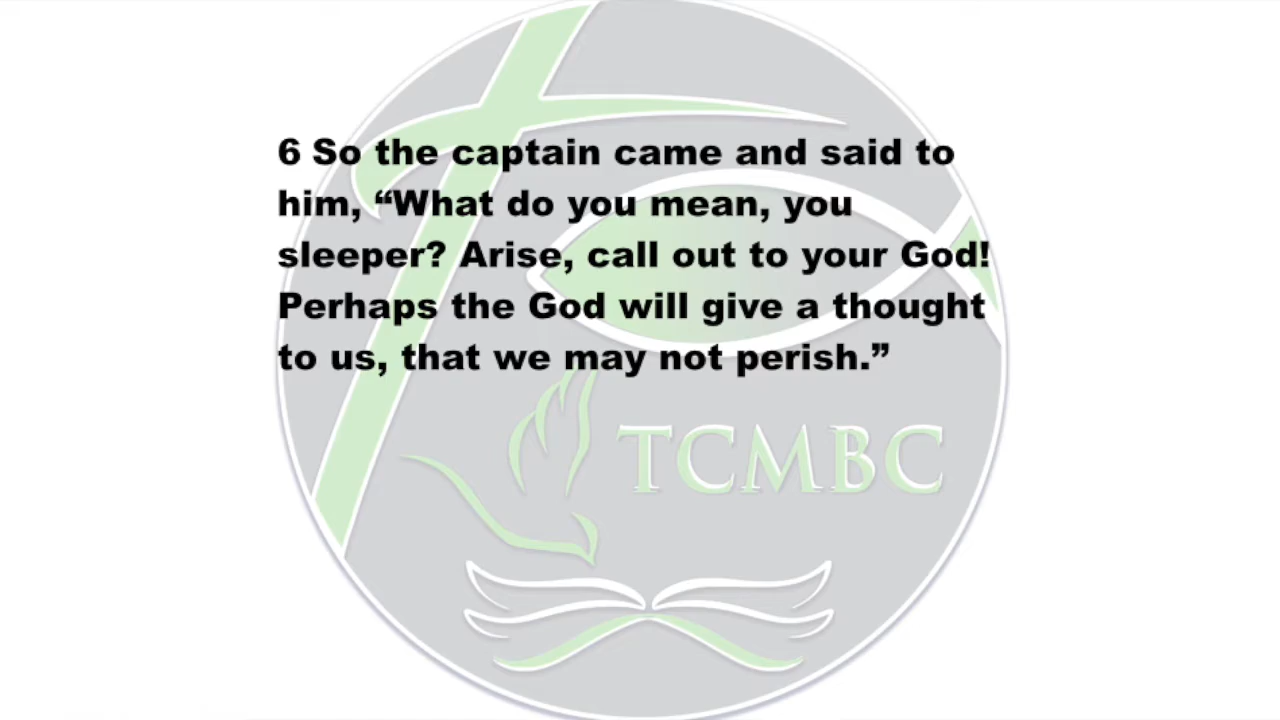 6 So the captain came and said to
him, “What do you mean, you
sleeper? Arise, call out to your God!
Perhaps the God will give a thought
to us, that we may not perish.”
TCMBC